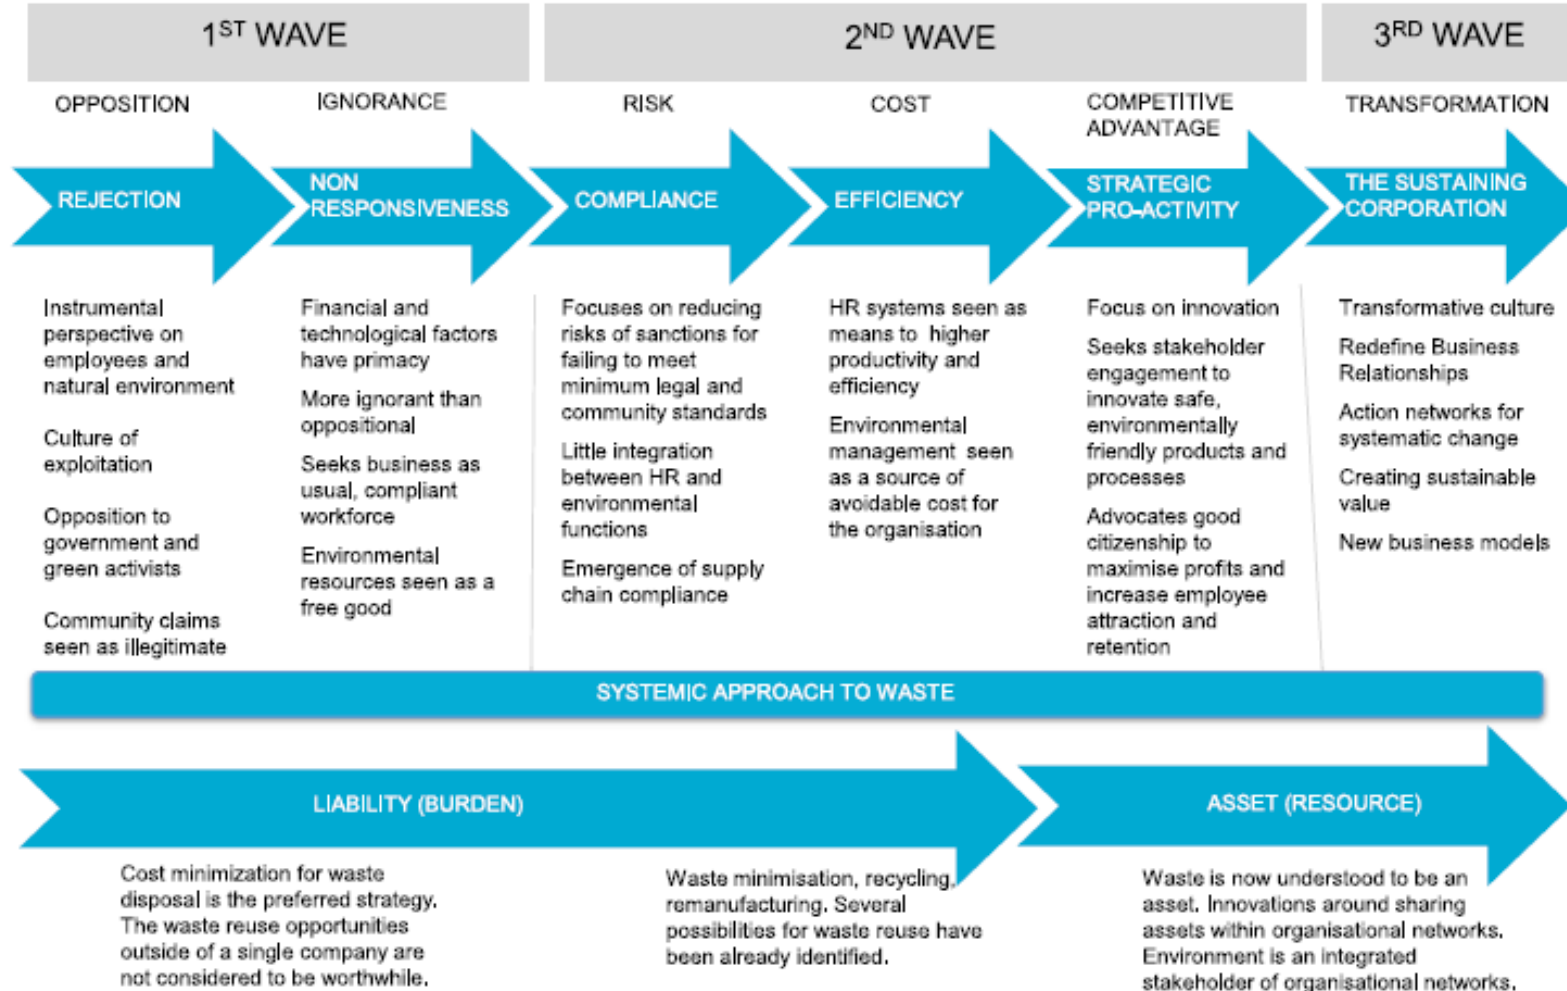 1ST WAVE
2ND WAVE
3RD WAVE
OPPOSITION
IGNORANCE
RISK
COST
COMPETITIVE
ADVANTAGE
TRANSFORMATION
REJECTION
NON
RESPONSIVENESS
COMPLIANCE
EFFICIENCY
STRATEGIC
PRO-ACTIVITY
THE SUSTAINING
CORPORATION
Instrumental
perspective on
employees and
natural environment
Culture of
exploitation
Opposition to
government and
green activists
Community claims
seen as illegitimate
Financial and
technological factors
have primacy
More ignorant than
oppositional
Seeks business as
usual, compliant
workforce
Environmental
resources seen as a
free good
Focuses on reducing
risks of sanctions for
failing to meet
minimum legal and
community standards
Little integration
between HR and
environmental
functions
Emergence of supply
chain compliance
HR systems seen as
means to higher
productivity and
efficiency
Environmental
management seen
as a source of
avoidable cost for
the organisation
Focus on innovation
Seeks stakeholder
engagement to
innovate safe,
environmentally
friendly products and
processes
Advocates good
citizenship to
maximise profits and
increase employee
attraction and
retention
Transformative culture
Redefine Business
Relationships
Action networks for
systematic change
Creating sustainable
value
New business models
SYSTEMIC APPROACH TO WASTE
LIABILITY (BURDEN)
ASSET (RESOURCE)
Cost minimization for waste
disposal is the preferred strategy.
The waste reuse opportunities
outside of a single company are
not considered to be worthwhile.
Waste minimisation, recycling,
remanufacturing. Several
possibilities for waste reuse have
been already identified.
Waste is now understood to be an
asset. Innovations around sharing
assets within organisational networks.
Environment is an integrated
stakeholder of organisational networks.